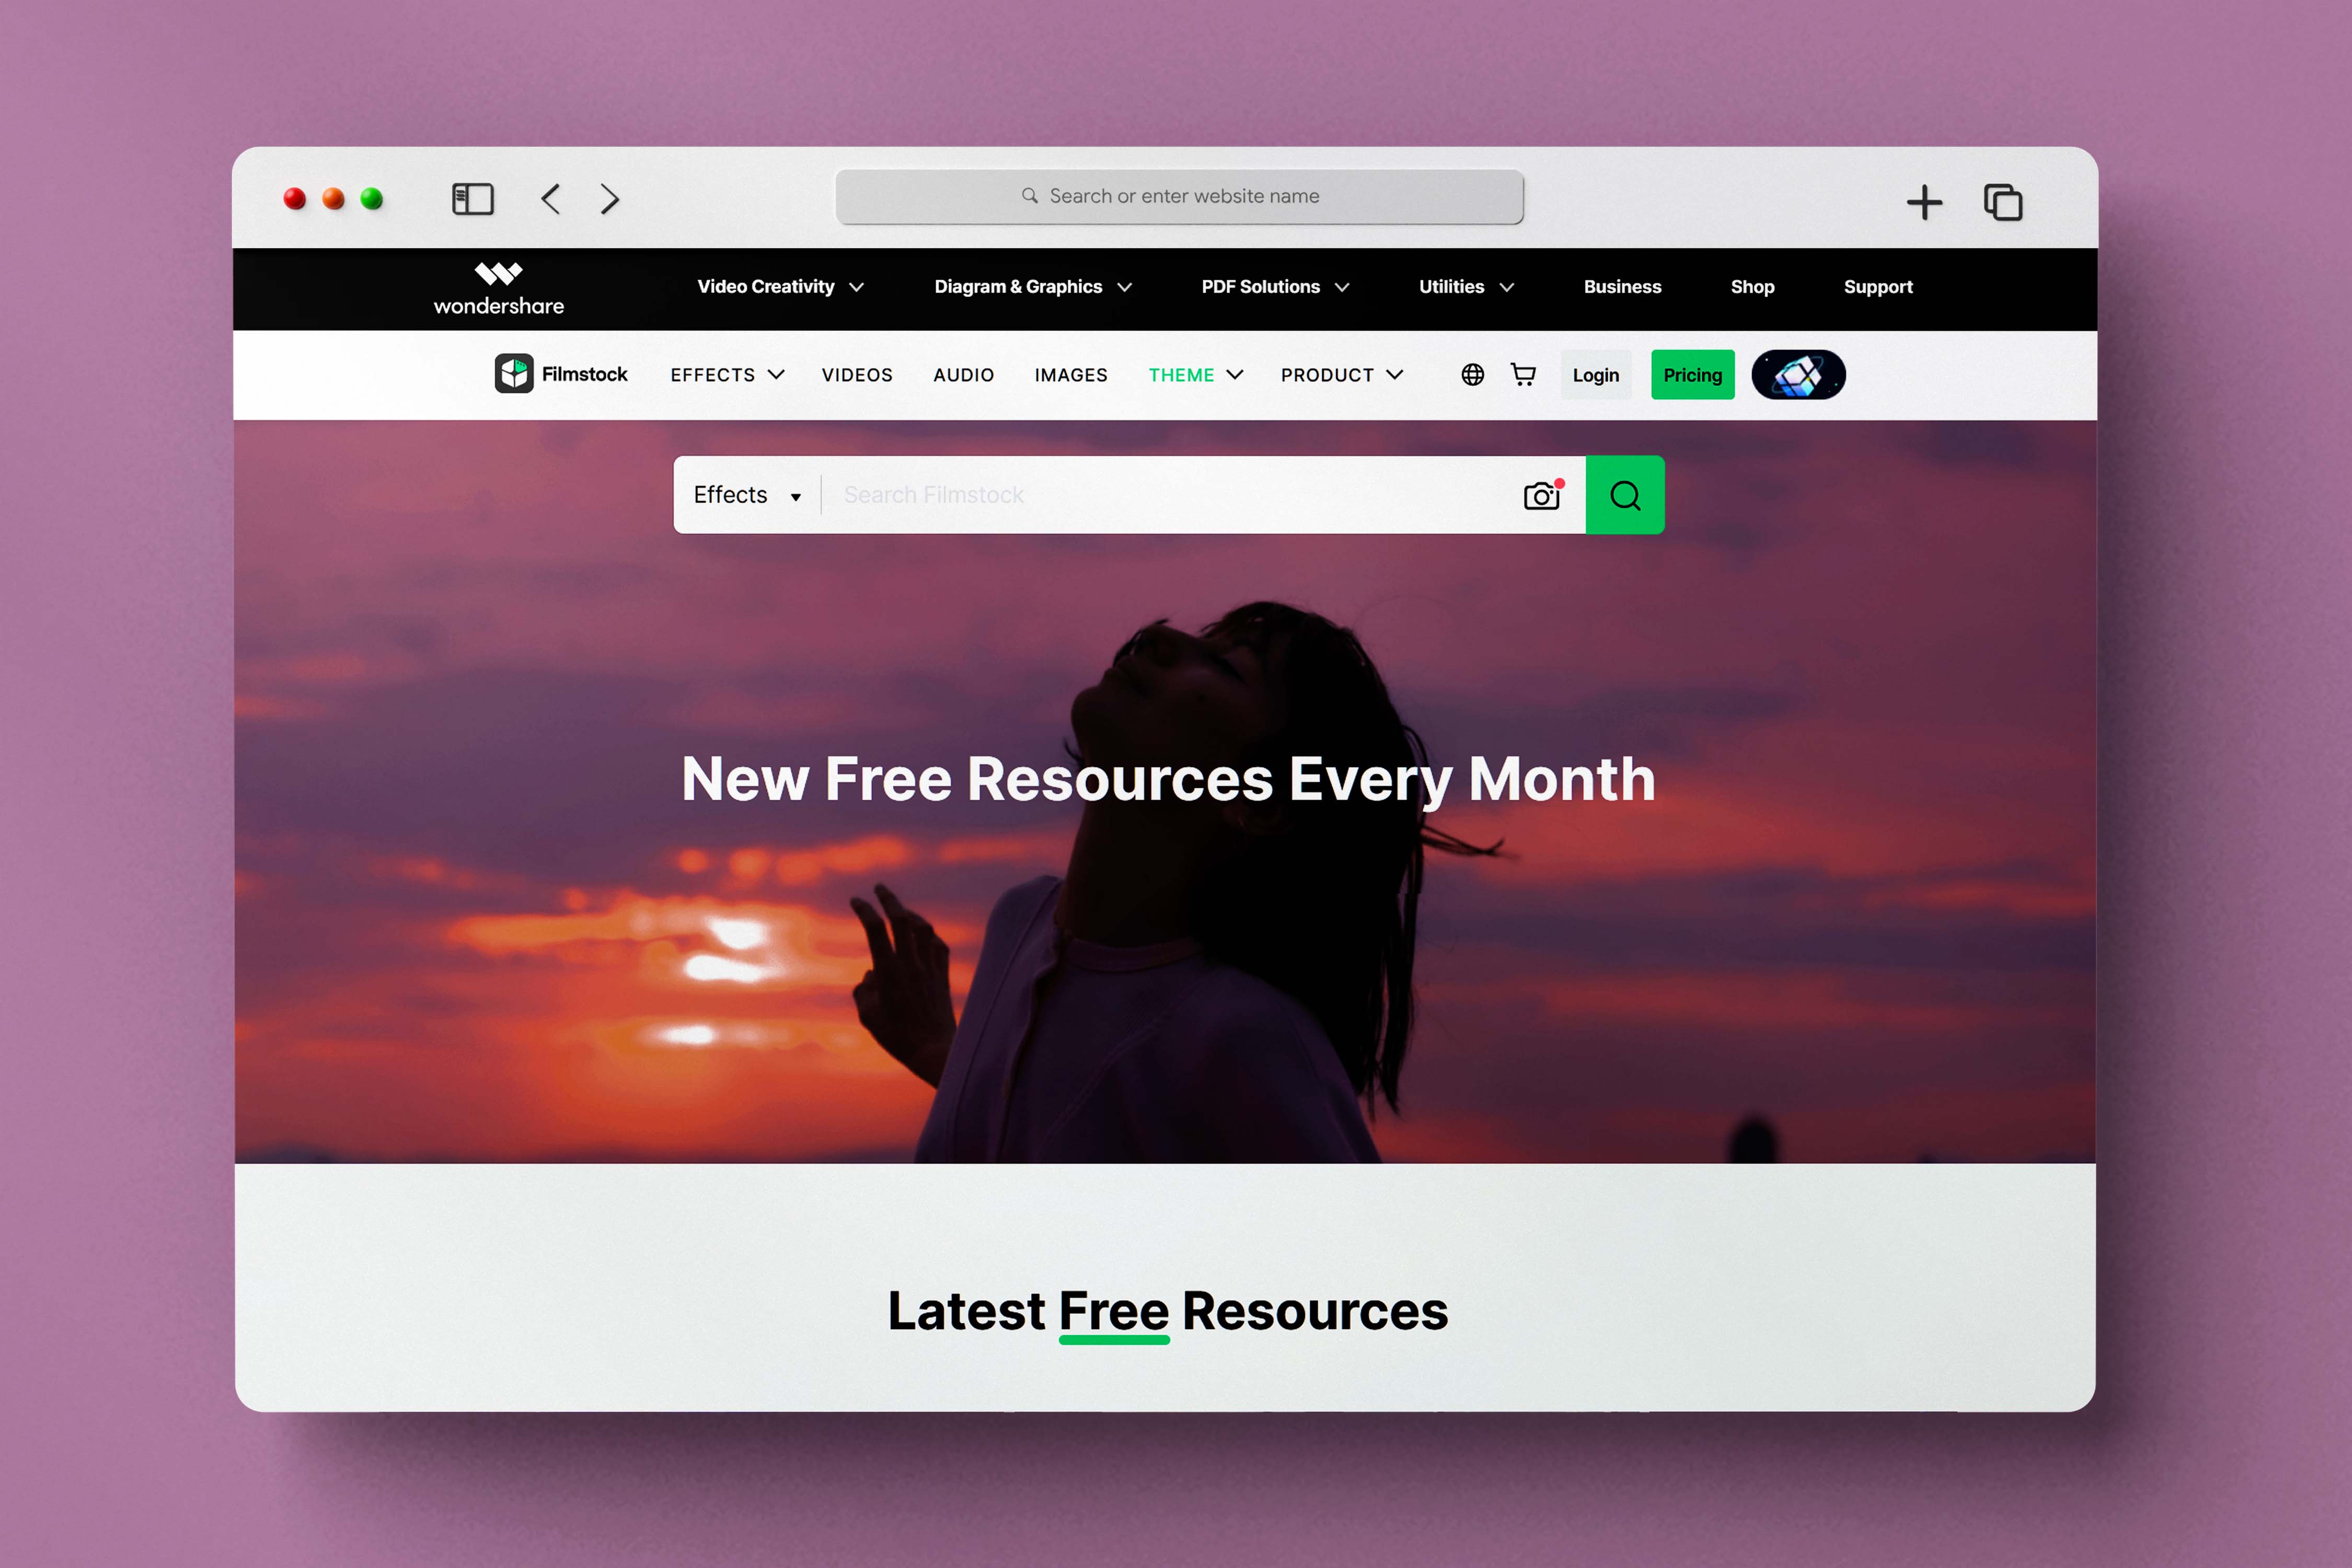 Search or enter website name
wondershare
Video Creativity Diagram & Graphics PDF Solutions Utilities Business Shop Support
Filmstock EFFECTS VIDEOS AUDIO IMAGES THEME PRODUCT Login Pricing
Effects Search Filmstock
New Free Resources Every Month
Latest Free Resources